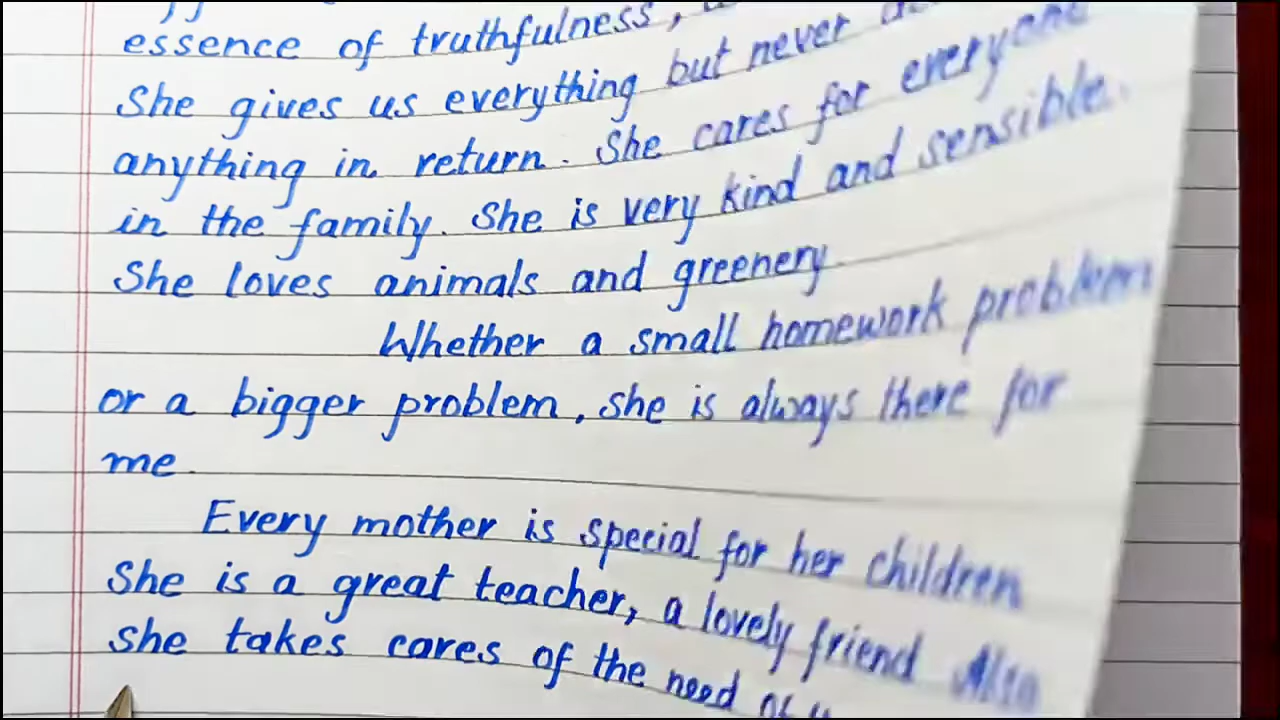 essence of truthfulness,
She gives us everything but never
anything in return. She cares for everyone
in the family. She is very kind and sensible.
She loves animals and greenery.
Whether a small homework problem
or a bigger problem, she is always there for
me.
Every mother is special for her children
She is a great teacher, a lovely friend Also
she takes cares of the need of